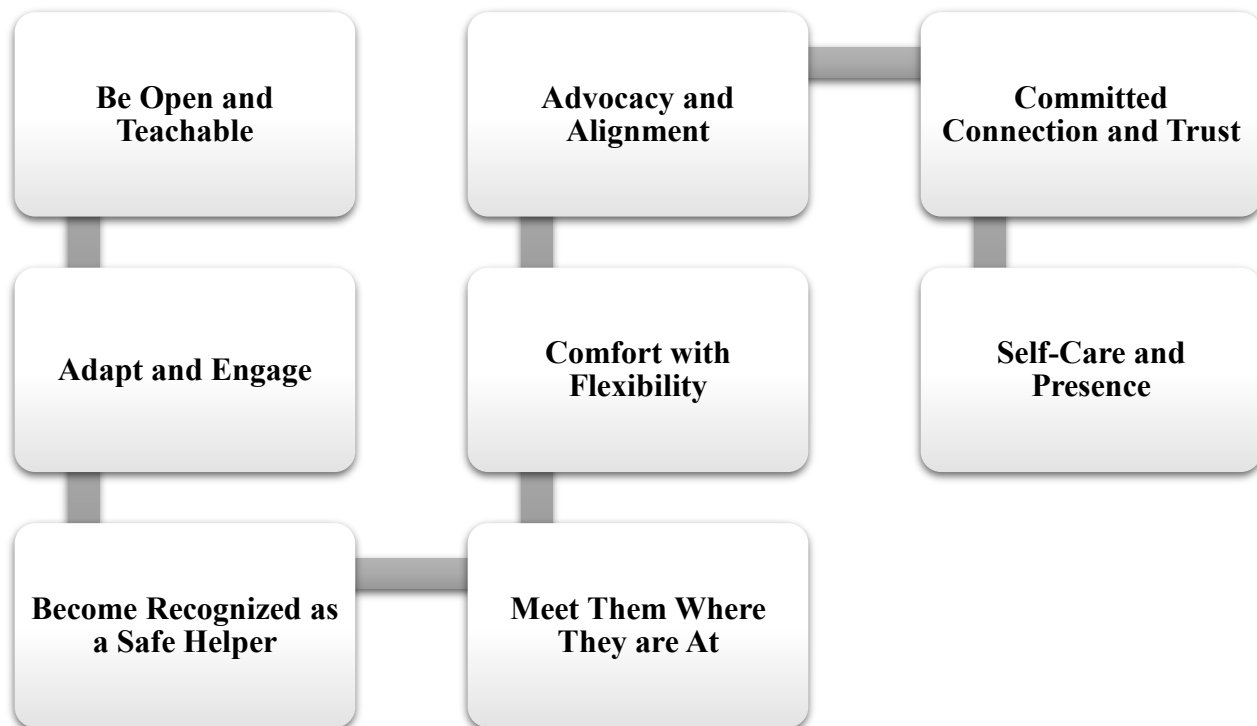 Be Open and
Teachable
Adapt and Engage
Become Recognized as
a Safe Helper
Meet Them Where
They are At
Comfort with
Flexibility
Advocacy and
Alignment
Committed
Connection and Trust
Self-Care and
Presence